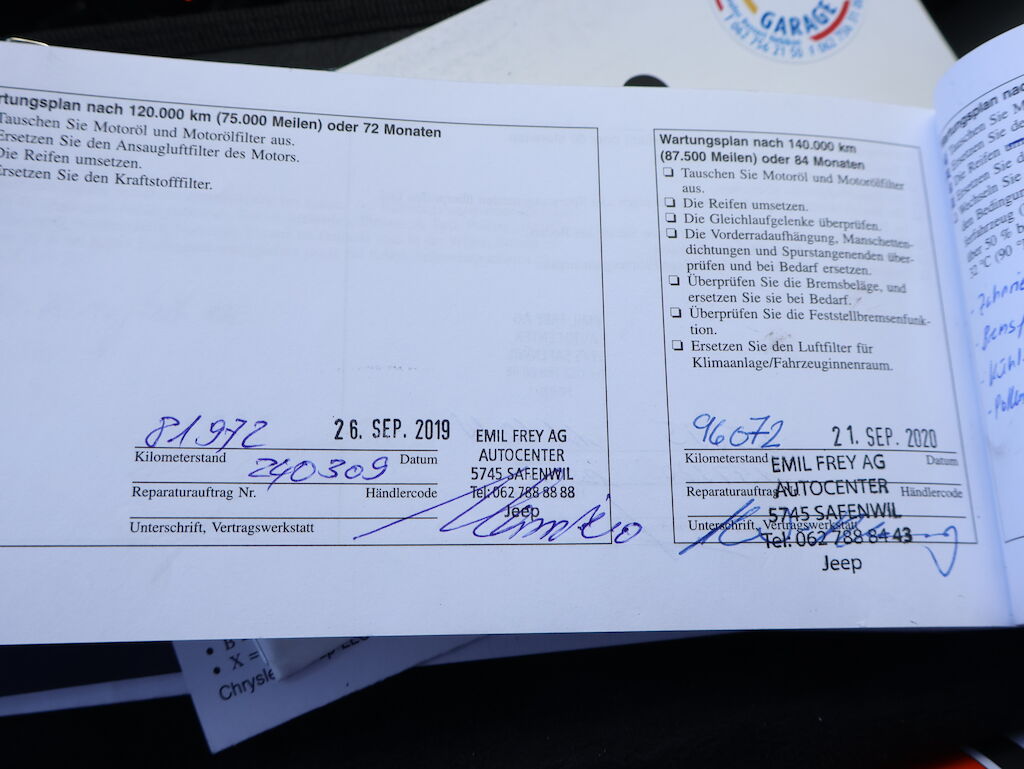 GARAGE
rtungsplan nach 120.000 km (75.000 Meilen) oder 72 Monaten
Tauschen Sie Motoröl und Motorölfilter aus.
Ersetzen Sie den Ansaugluftfilter des Motors.
Die Reifen umsetzen.
Ersetzen Sie den Kraftstofffilter.
81972
26. SEP. 2019
Kilometerstand
Datum
240309
Reparaturauftrag Nr.
Händlercode
Unterschrift, Vertragswerkstatt
EMIL FREY AG
AUTOCENTER
5745 SAFENWIL
Tel: 062 788 88 88
Jeep
Wartungsplan nach 140.000 km
(87.500 Meilen) oder 84 Monaten
❏ Tauschen Sie Motoröl und Motorölfilter
aus.
❏ Die Reifen umsetzen.
❏ Die Gleichlaufgelenke überprüfen.
❏ Die Vorderradaufhängung, Manschetten-
dichtungen und Spurstangenenden über-
prüfen und bei Bedarf ersetzen.
❏ Überprüfen Sie die Bremsbeläge, und
ersetzen Sie sie bei Bedarf.
❏ Überprüfen Sie die Feststellbremsenfunk-
tion.
❏ Ersetzen Sie den Luftfilter für
Klimaanlage/Fahrzeuginnenraum.
96072
21. SEP. 2020
Kilometerstand
Datum
Reparaturauftrag
Händlercode
Unterschrift, Vertragswerkstatt
EMIL FREY AG
AUTOCENTER
5745 SAFENWIL
Tel: 062 788 84 43
Jeep
32 °C (90 °
• B
• X =
Chrysle